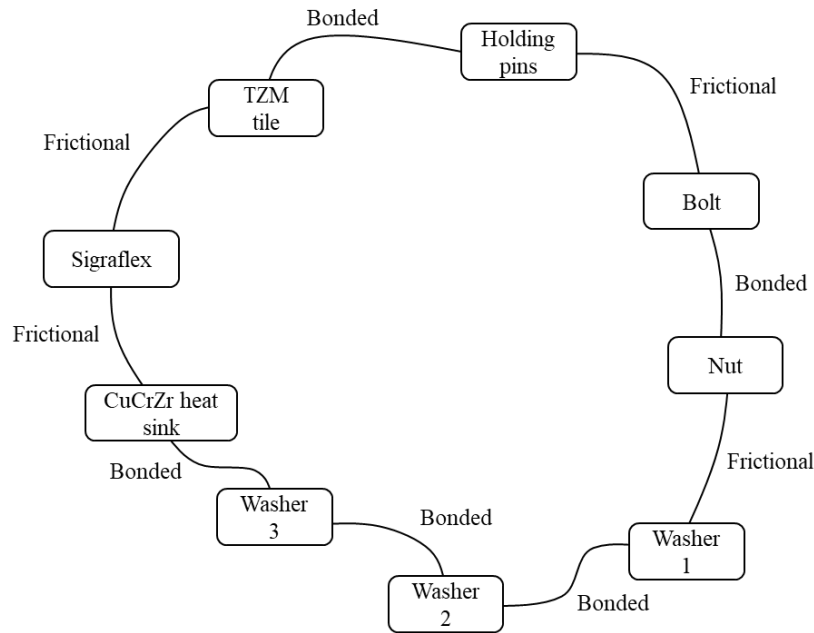 Bonded
Holding
pins
Frictional
TZM
tile
Frictional
Bolt
Sigraflex
Bonded
Frictional
Nut
CuCrZr heat
sink
Bonded
Frictional
Washer
3
Bonded
Washer
1
Washer
2
Bonded